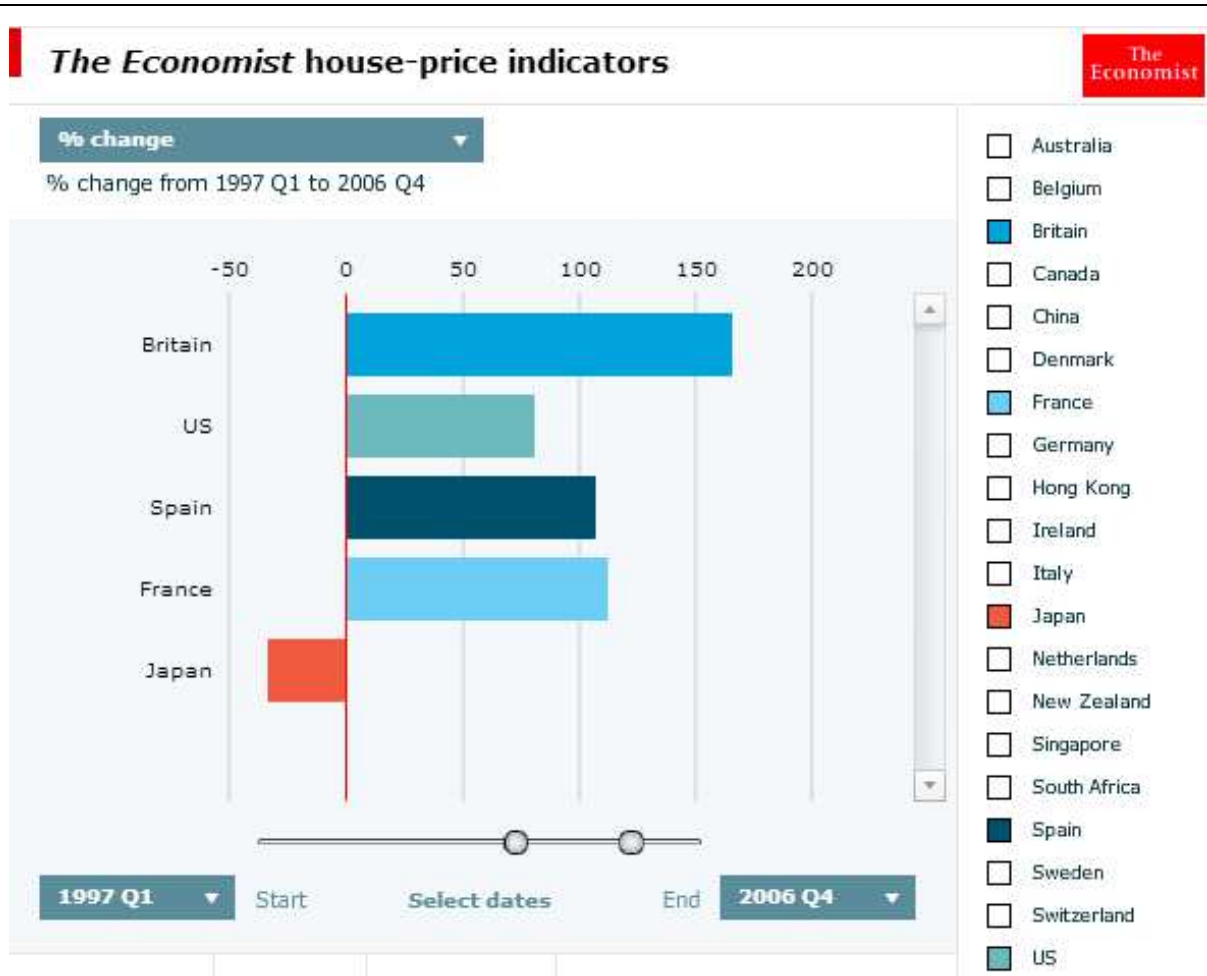 The Economist house-price indicators
The
Economist
% change
% change from 1997 Q1 to 2006 Q4
-50 0 50 100 150 200
Britain
US
Spain
France
Japan
1997 Q1 Start Select dates End 2006 Q4
Australia
Belgium
Britain
Canada
China
Denmark
France
Germany
Hong Kong
Ireland
Italy
Japan
Netherlands
New Zealand
Singapore
South Africa
Spain
Sweden
Switzerland
US